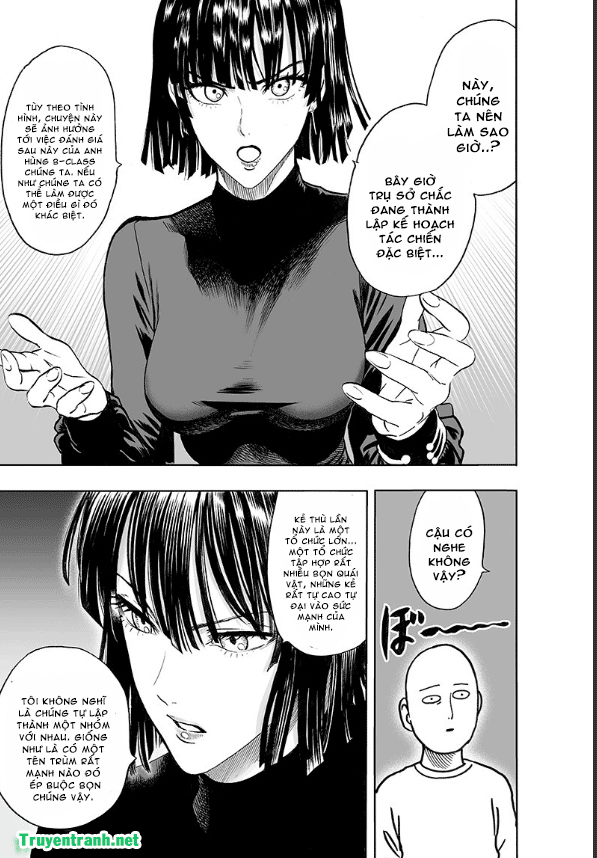 NÀY,
CHÚNG TA
NÊN
LÀM SAO
GIỜ..?
BÂY GIỜ
TRỤ SỞ CHẮC
ĐANG THÀNH
LẬP KẾ HOẠCH
TÁC CHIẾN
ĐẶC BIỆT...
TÙY THEO TÌNH
HÌNH, CHUYỆN NÀY
SẼ ẢNH HƯỞNG
TỚI VIỆC ĐÁNH GIÁ
SAU NÀY CỦA ANH
HÙNG B-CLASS
CHÚNG TA. NẾU
NHƯ CHÚNG TA CÓ
THỂ LÀM ĐƯỢC
MỘT ĐIỀU GÌ ĐÓ
KHÁC BIỆT.
CẬU CÓ
NGHE
KHÔNG
VẬY?
ぼーーー
KẺ THÙ LẦN
NÀY LÀ MỘT
TỔ CHỨC LỚN...
MỘT TỔ CHỨC
TẬP HỢP RẤT
NHIỀU BỌN QUÁI
VẬT, NHỮNG KẺ
RẤT TỰ CAO TỰ
ĐẠI VÀO SỨC
MẠNH CỦA
MÌNH.
TÔI KHÔNG NGHĨ
LÀ CHÚNG TỰ LẬP
THÀNH MỘT NHÓM
VỚI NHAU. GIỐNG
NHƯ LÀ CÓ MỘT
TÊN TRÙM RẤT
MẠNH NÀO ĐÓ
ÉP BUỘC BỌN
CHÚNG VẬY.
Truyentranh.net